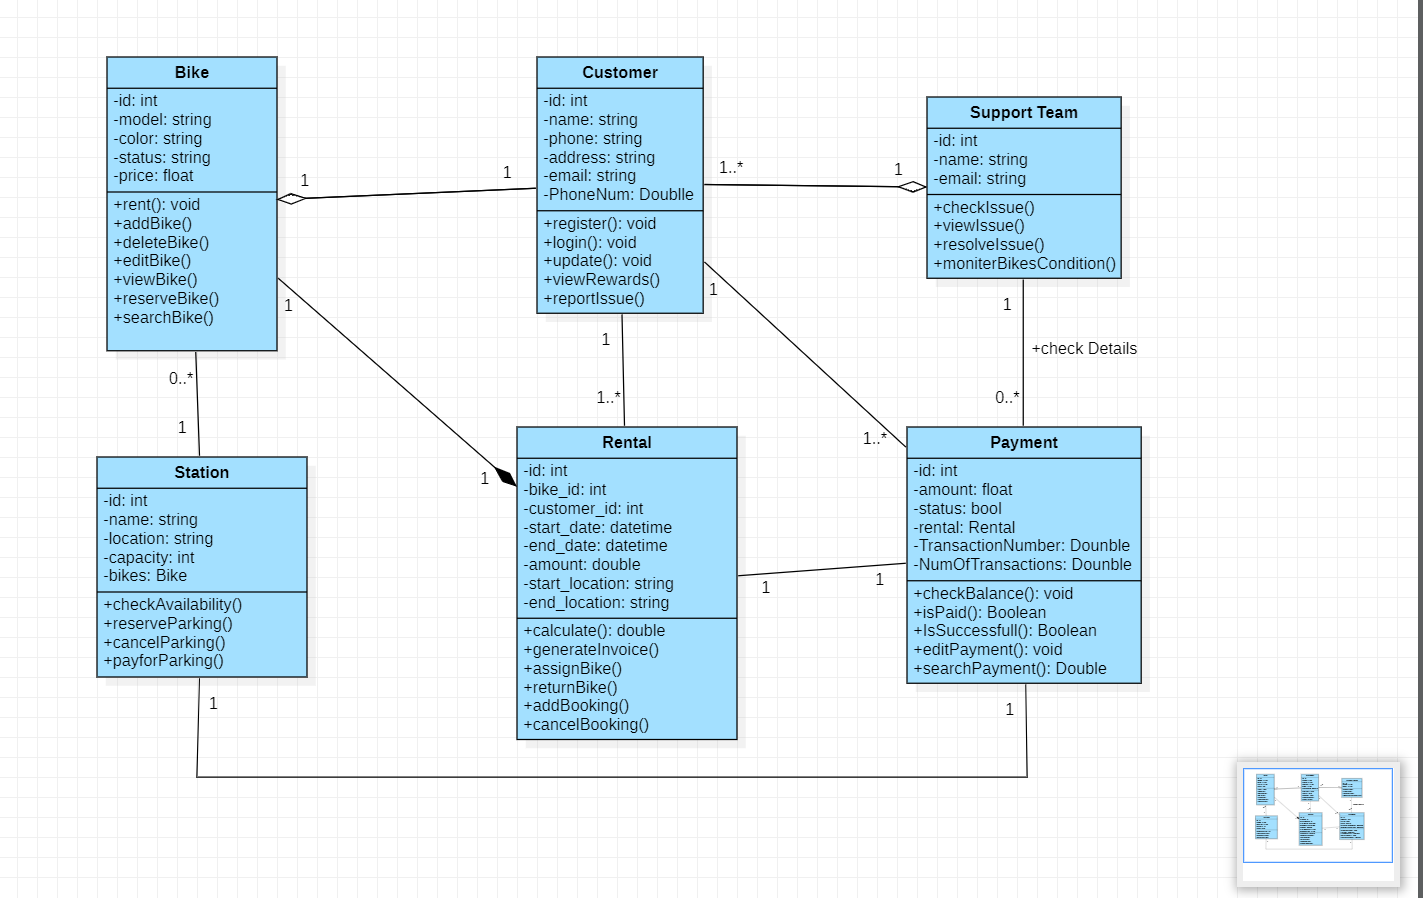 Bike
-id: int
-model: string
-color: string
-status: string
-price: float
+rent(): void
+addBike()
+deleteBike()
+editBike()
+viewBike()
+reserveBike()
+searchBike()
Customer
-id: int
-name: string
-phone: string
-address: string
-email: string
-PhoneNum: Doublle
+register(): void
+login(): void
+update(): void
+viewRewards()
+reportIssue()
Support Team
-id: int
-name: string
-email: string
+checkIssue()
+viewIssue()
+resolveIssue()
+moniterBikesCondition()
1
1
1..*
1
1
1
1
1
+check Details
0..*
1
1..*
0..*
1..*
1
Station
-id: int
-name: string
-location: string
-capacity: int
-bikes: Bike
+checkAvailability()
+reserveParking()
+cancelParking()
+payforParking()
Rental
-id: int
-bike_id: int
-customer_id: int
-start_date: datetime
-end_date: datetime
-amount: double
-start_location: string
-end_location: string
+calculate(): double
+generateInvoice()
+assignBike()
+returnBike()
+addBooking()
+cancelBooking()
Payment
-id: int
-amount: float
-status: bool
-rental: Rental
-TransactionNumber: Dounble
-NumOfTransactions: Dounble
+checkBalance(): void
+isPaid(): Boolean
+IsSuccessfull(): Boolean
+editPayment(): void
+searchPayment(): Double
1
1
1
1